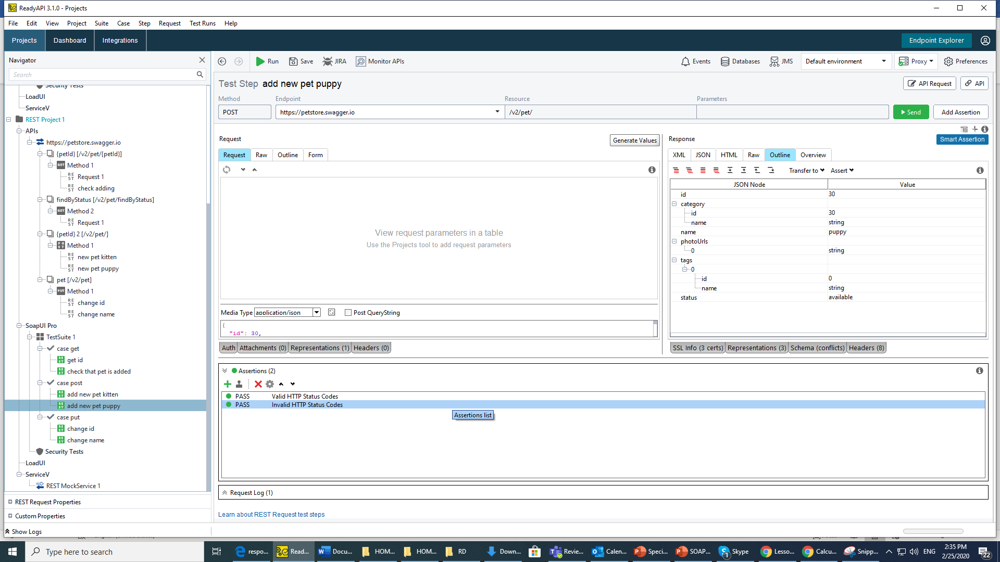 ReadyAPI 3.1.0 - Projects
File Edit View Project Suite Case Step Request Test Runs Help
Projects Dashboard Integrations Endpoint Explorer
Navigator
Search
Security Tests
LoadUI
ServiceV
REST Project 1
APIs
https://petstore.swagger.io
{petId} [/v2/pet/{petId}]
GET Method 1
REST Request 1
REST check adding
findByStatus [/v2/pet/findByStatus]
GET Method 2
REST Request 1
{petId} 2 [/v2/pet/]
POST Method 1
REST new pet kitten
REST new pet puppy
pet [/v2/pet]
PUT Method 1
REST change id
REST change name
SoapUI Pro
TestSuite 1
case get
REST get id
REST check that pet is added
case post
REST add new pet kitten
REST add new pet puppy
case put
REST change id
REST change name
Security Tests
LoadUI
ServiceV
REST MockService 1
REST Request Properties
Custom Properties
Show Logs
Run Save JIRA Monitor APIs Events Databases JMS Default environment Proxy Preferences
Test Step add new pet puppy API Request API
Method Endpoint Resource Parameters
POST https://petstore.swagger.io /v2/pet/ Send Add Assertion
Request Generate Values
Request Raw Outline Form
View request parameters in a table
Use the Projects tool to add request parameters
Media Type application/json Post QueryString
{
"id": 30,
Auth Attachments (0) Representations (1) Headers (0)
Response Smart Assertion
XML JSON HTML Raw Outline Overview
Transfer to Assert
JSON Node Value
id 30
category
id 30
name string
name puppy
photoUrls
0 string
tags
0
id 0
name string
status available
SSL Info (3 certs) Representations (3) Schema (conflicts) Headers (8)
Assertions (2)
PASS Valid HTTP Status Codes
PASS Invalid HTTP Status Codes
Assertions list
Request Log (1)
Learn about REST Request test steps
Type here to search respo... Read... Docu... HOM... HOM... RD Down... Revie... Calen... Speci... SOAP... 1 Skype Lesso... Calcu... Snipp... ENG 2:35 PM
2/25/2020 22